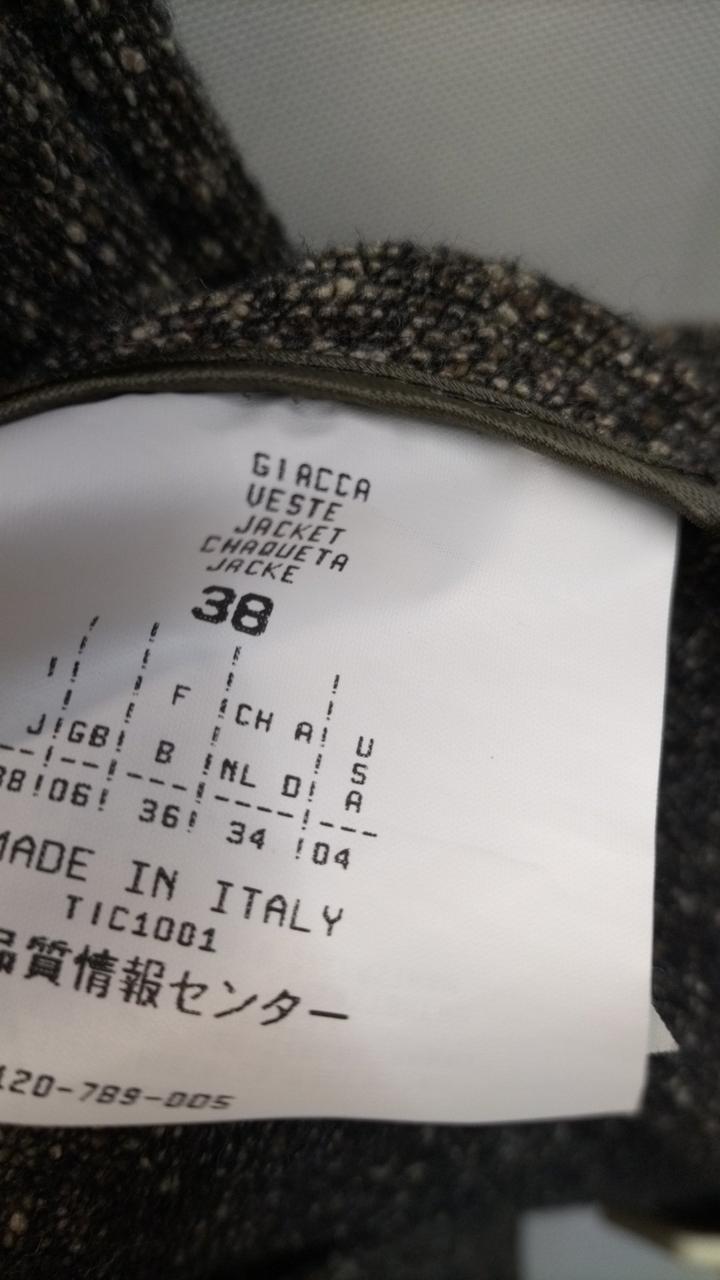 GIACCA
VESTE
JACKET
CHAQUETA
JACKE
38
F CH A U
J!GB! B !NL D! S A
38!06! 36! 34 !04
MADE IN ITALY
TIC1001
品質情報センター
120-789-005